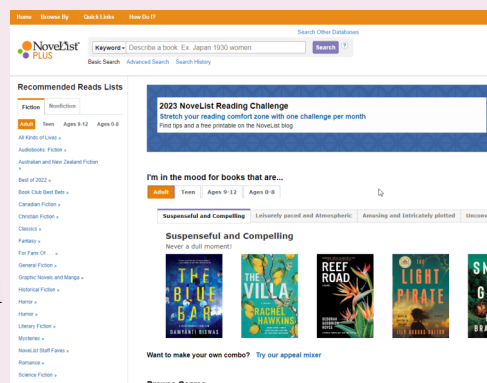 Home Browse By Quick Links How Do I?
Search Other Databases
NoveList
PLUS
Keyword Describe a book. Ex. Japan 1930 women Search ?
Basic Search Advanced Search Search History
Recommended Reads Lists
Fiction Nonfiction
Adult Teen Ages 9-12 Ages 0-8
All Kinds of Lives »
Audiobooks: Fiction »
Australian and New Zealand Fiction
»
Best of 2022 »
Book Club Best Bets »
Canadian Fiction »
Christian Fiction »
Classics »
Fantasy »
For Fans Of . . . »
General Fiction »
Graphic Novels and Manga »
Historical Fiction »
Horror »
Humor »
Literary Fiction »
Mysteries »
NoveList Staff Faves »
Romance »
Science Fiction »
2023 NoveList Reading Challenge
Stretch your reading comfort zone with one challenge per month
Find tips and a free printable on the NoveList blog
I'm in the mood for books that are...
Adult Teen Ages 9-12 Ages 0-8
Suspenseful and Compelling Leisurely paced and Atmospheric Amusing and Intricately plotted Unconv
Suspenseful and Compelling
Never a dull moment!
THE
BLUE
BAR
DAMYANTI BISWAS
THE
VILLA
RACHEL
HAWKINS
REEF
ROAD
DEBORAH
GOODRICH
ROYCE
THE
LIGHT
PIRATE
LILY BROOKS-DALTON
SN
G
BRA
Want to make your own combo? Try our appeal mixer
Browse Genres